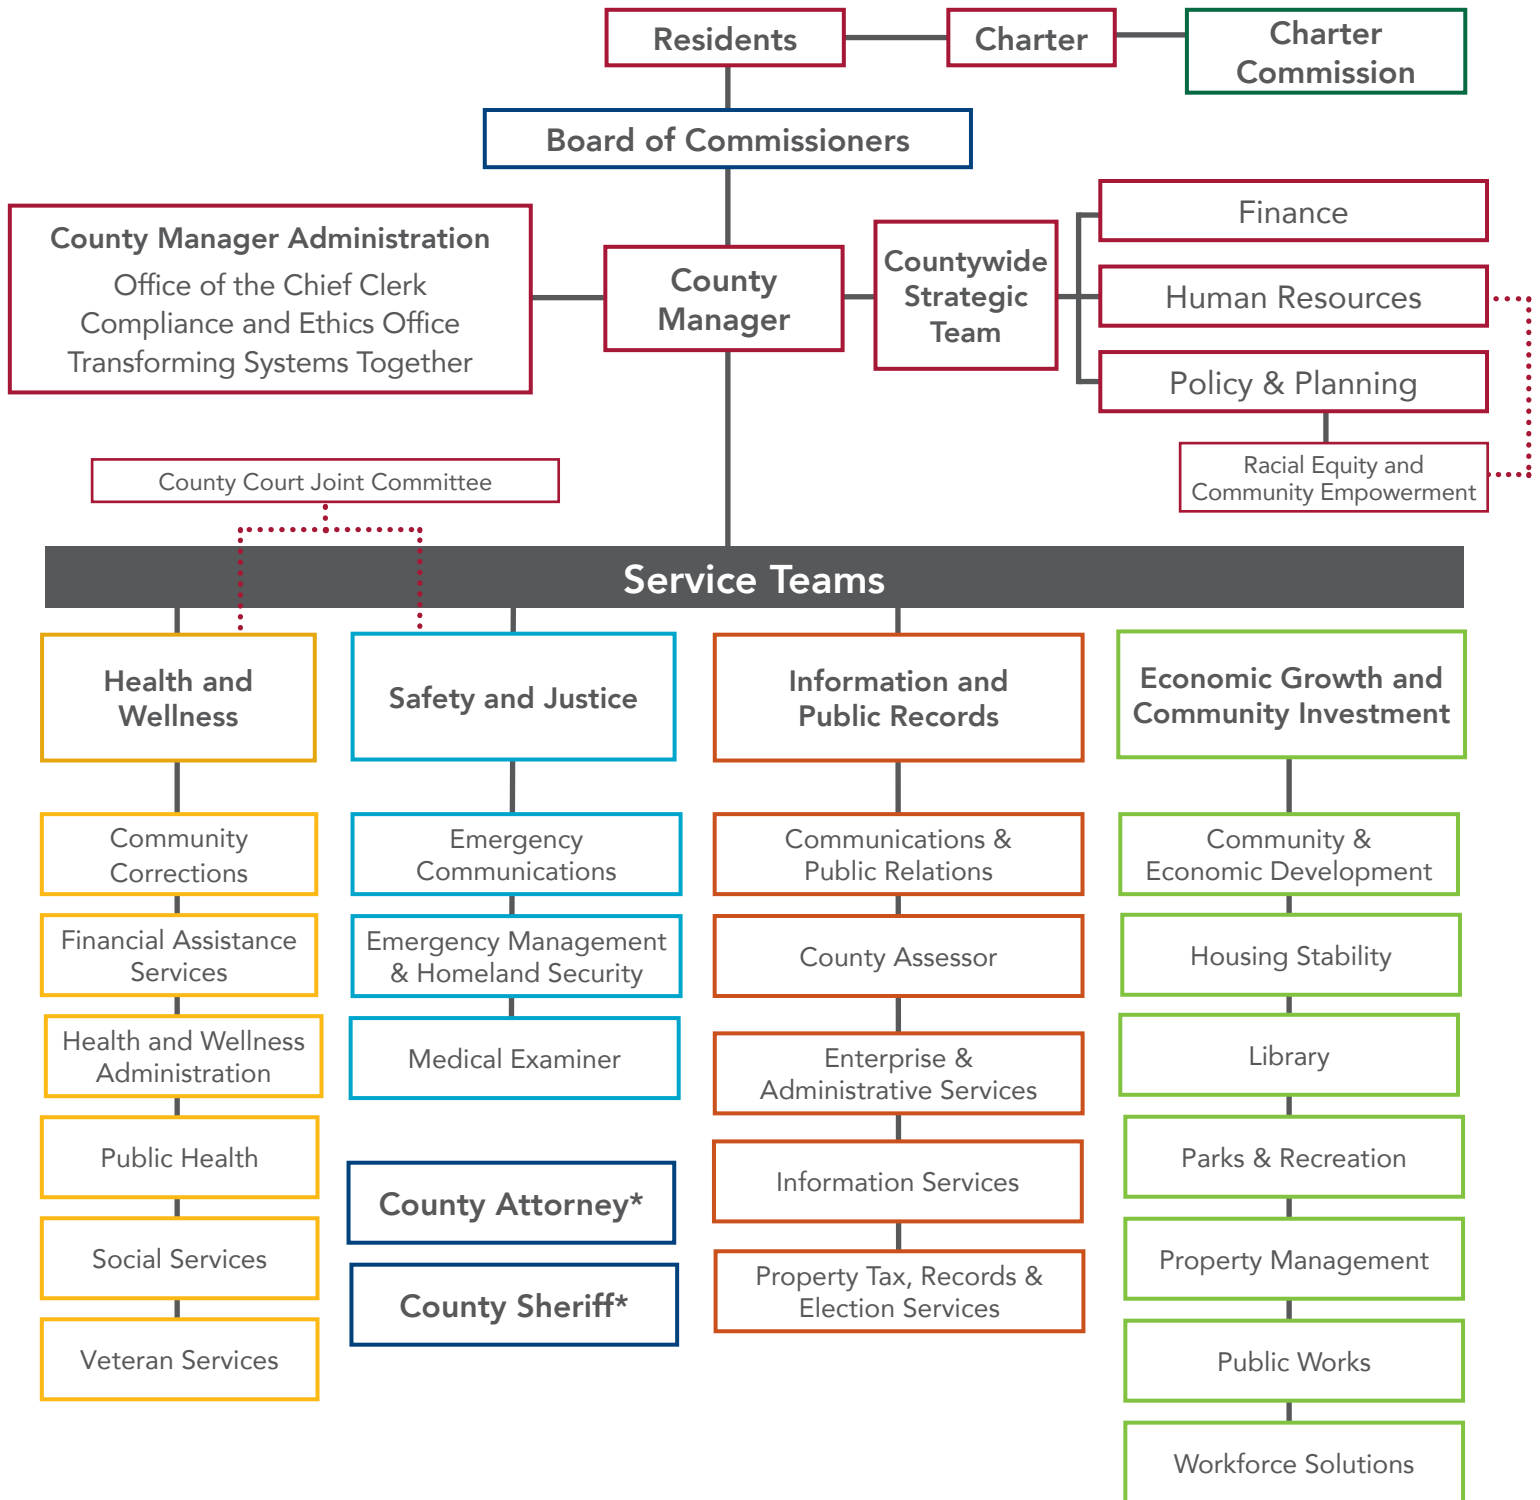 Residents
Charter
Charter
Commission
Board of Commissioners
County Manager Administration
Office of the Chief Clerk
Compliance and Ethics Office
Transforming Systems Together
County
Manager
Countywide
Strategic
Team
Finance
Human Resources
Policy & Planning
Racial Equity and
Community Empowerment
County Court Joint Committee
Service Teams
Health and
Wellness
Community
Corrections
Financial Assistance
Services
Health and Wellness
Administration
Public Health
Social Services
Veteran Services
Safety and Justice
Emergency
Communications
Emergency Management
& Homeland Security
Medical Examiner
County Attorney*
County Sheriff*
Information and
Public Records
Communications &
Public Relations
County Assessor
Enterprise &
Administrative Services
Information Services
Property Tax, Records &
Election Services
Economic Growth and
Community Investment
Community &
Economic Development
Housing Stability
Library
Parks & Recreation
Property Management
Public Works
Workforce Solutions